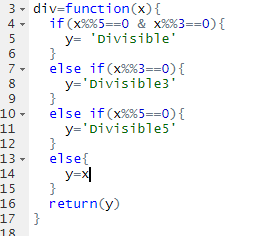 3 div=function(x){
4 if(x%%5==0 & x%%3==0){
5 y= 'Divisible'
6 }
7 else if(x%%3==0){
8 y='Divisible3'
9 }
10 else if(x%%5==0){
11 y='Divisible5'
12 }
13 else{
14 y=x
15 }
16 return(y)
17 }
18